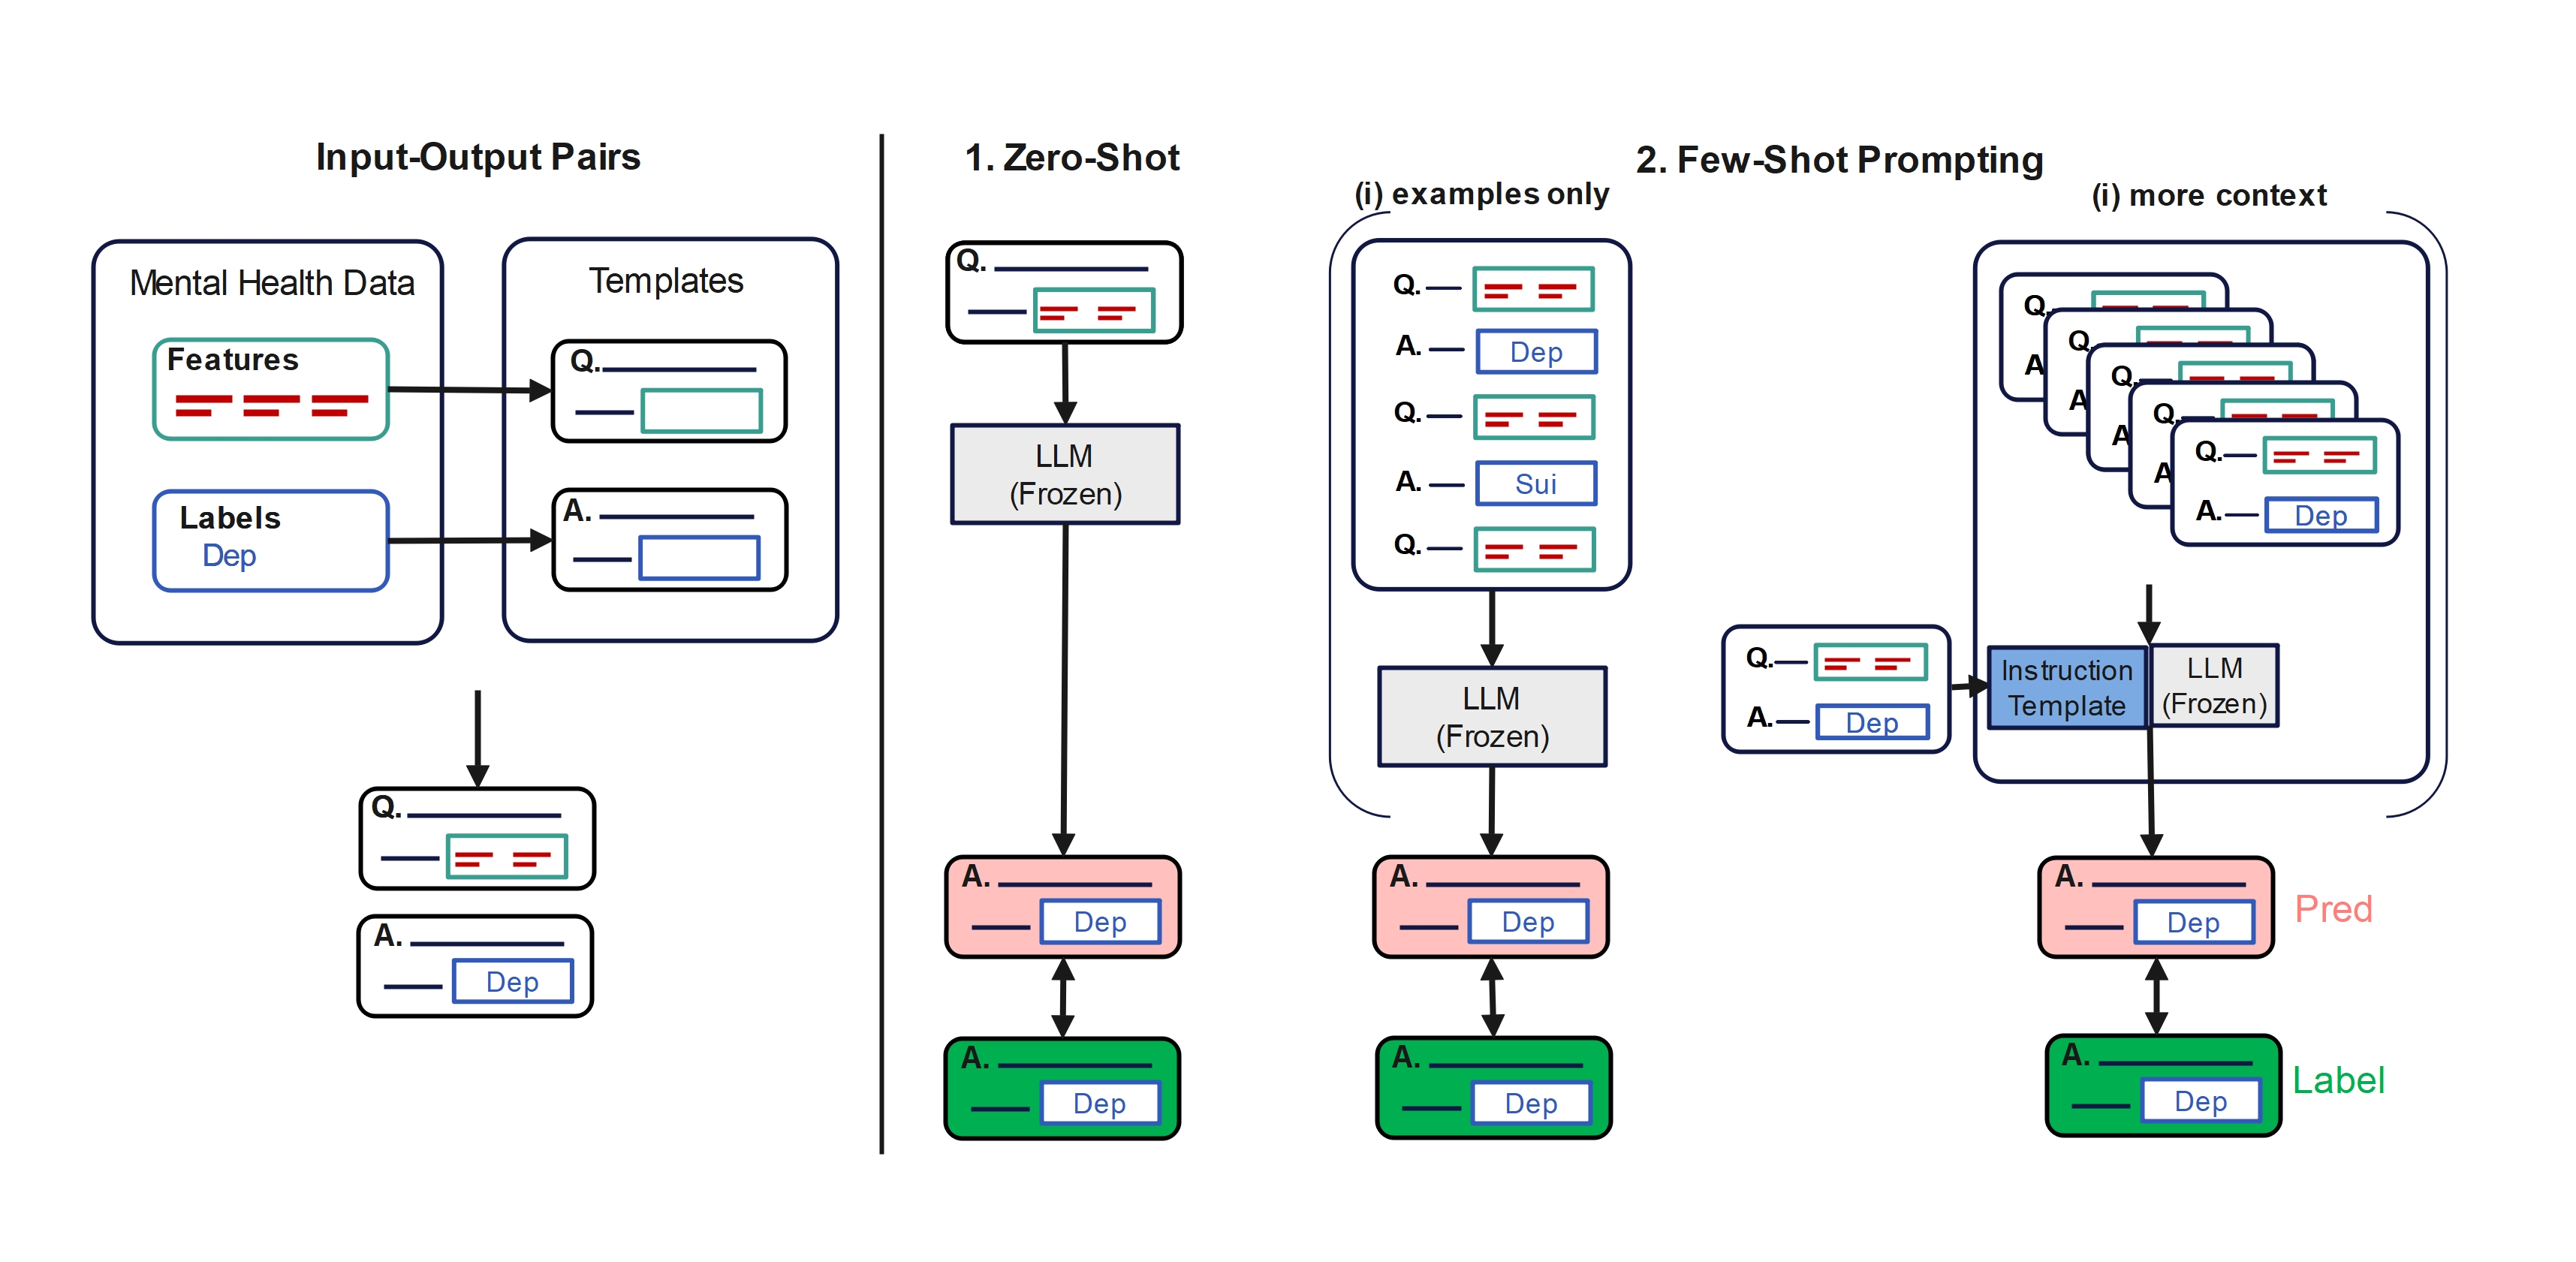 Input-Output Pairs
Mental Health Data
Features
Labels
Dep
Templates
Q.
A.
Q.
A.
Dep
1. Zero-Shot
Q.
LLM
(Frozen)
A.
Dep
A.
Dep
2. Few-Shot Prompting
(i) examples only
Q.
A.
Dep
Q.
A.
Sui
Q.
LLM
(Frozen)
A.
Dep
A.
Dep
(i) more context
Q.
A
Q.
A
Q.
A
Q.
A
Q.
A.
Dep
Q.
A.
Dep
Instruction
Template
LLM
(Frozen)
A.
Dep
Pred
A.
Dep
Label